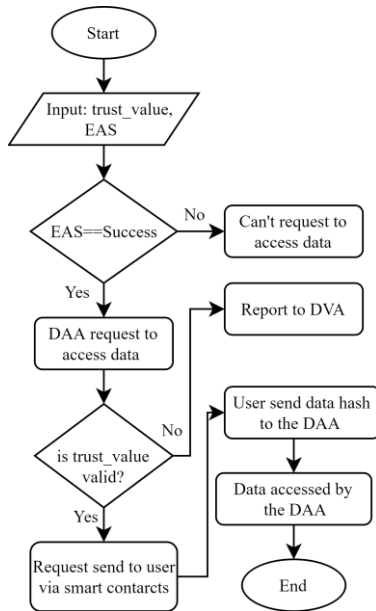 Start
Input: trust_value,
EAS
EAS==Success
No
Can't request to
access data
Yes
DAA request to
access data
Report to DVA
is trust_value
valid?
No
User send data hash
to the DAA
Yes
Data accessed by
the DAA
Request send to user
via smart contarcts
End